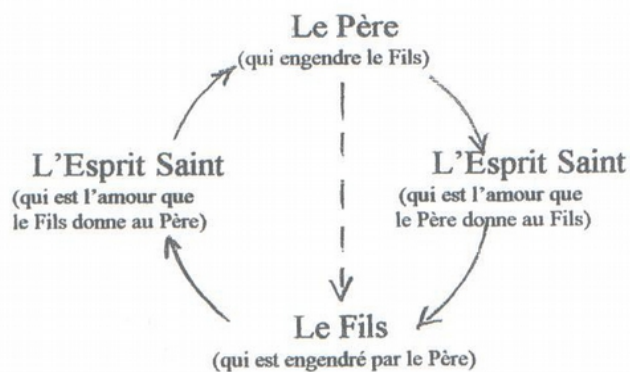 Le Père
(qui engendre le Fils)
L'Esprit Saint
(qui est l'amour que
le Fils donne au Père)
L'Esprit Saint
(qui est l'amour que
le Père donne au Fils)
Le Fils
(qui est engendré par le Père)